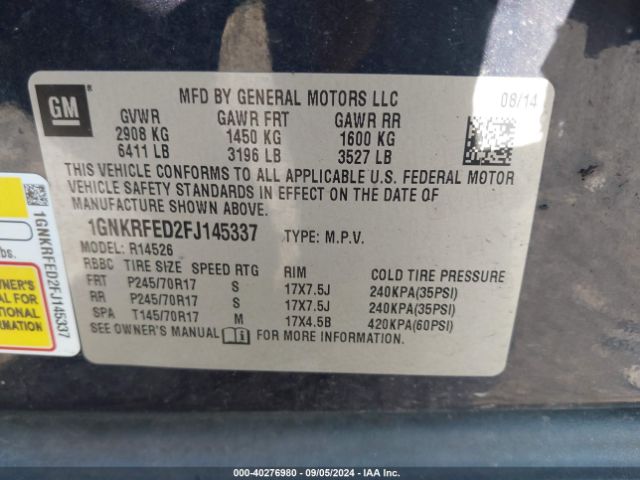 GM
MFD BY GENERAL MOTORS LLC 08/14
GVWR GAWR FRT GAWR RR
2908 KG 1450 KG 1600 KG
6411 LB 3196 LB 3527 LB
THIS VEHICLE CONFORMS TO ALL APPLICABLE U.S. FEDERAL MOTOR
VEHICLE SAFETY STANDARDS IN EFFECT ON THE DATE OF
MANUFACTURE SHOWN ABOVE.
1GNKRFED2FJ145337 TYPE: M.P.V.
MODEL: R14526
RBBC TIRE SIZE SPEED RTG RIM COLD TIRE PRESSURE
FRT P245/70R17 S 17X7.5J 240KPA(35PSI)
RR P245/70R17 S 17X7.5J 240KPA(35PSI)
SPA T145/70R17 M 17X4.5B 420KPA(60PSI)
SEE OWNER'S MANUAL FOR MORE INFORMATION
1GNKRFED2FJ145337
WNER'S
L FOR
TIONAL
RMATION
000-40276980 - 09/05/2024 - IAA Inc.